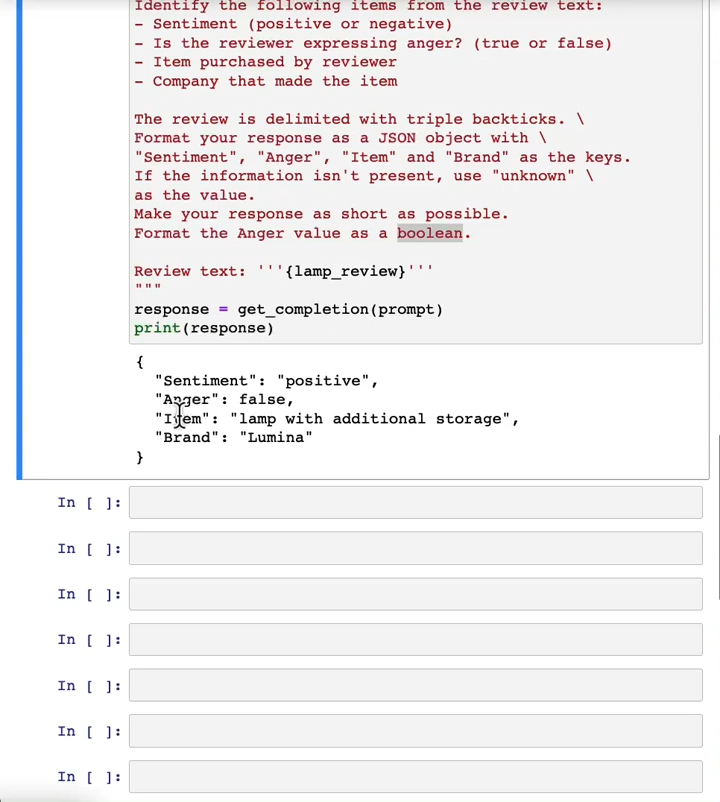 Identify the following items from the review text:
- Sentiment (positive or negative)
- Is the reviewer expressing anger? (true or false)
- Item purchased by reviewer
- Company that made the item
The review is delimited with triple backticks. \
Format your response as a JSON object with \
"Sentiment", "Anger", "Item" and "Brand" as the keys.
If the information isn't present, use "unknown" \
as the value.
Make your response as short as possible.
Format the Anger value as a boolean.
Review text: '''{lamp_review}'''
"""
response = get_completion(prompt)
print(response)
{
"Sentiment": "positive",
"Anger": false,
"Item": "lamp with additional storage",
"Brand": "Lumina"
}
In [ ]:
In [ ]:
In [ ]:
In [ ]:
In [ ]:
In [ ]:
In [ ]: